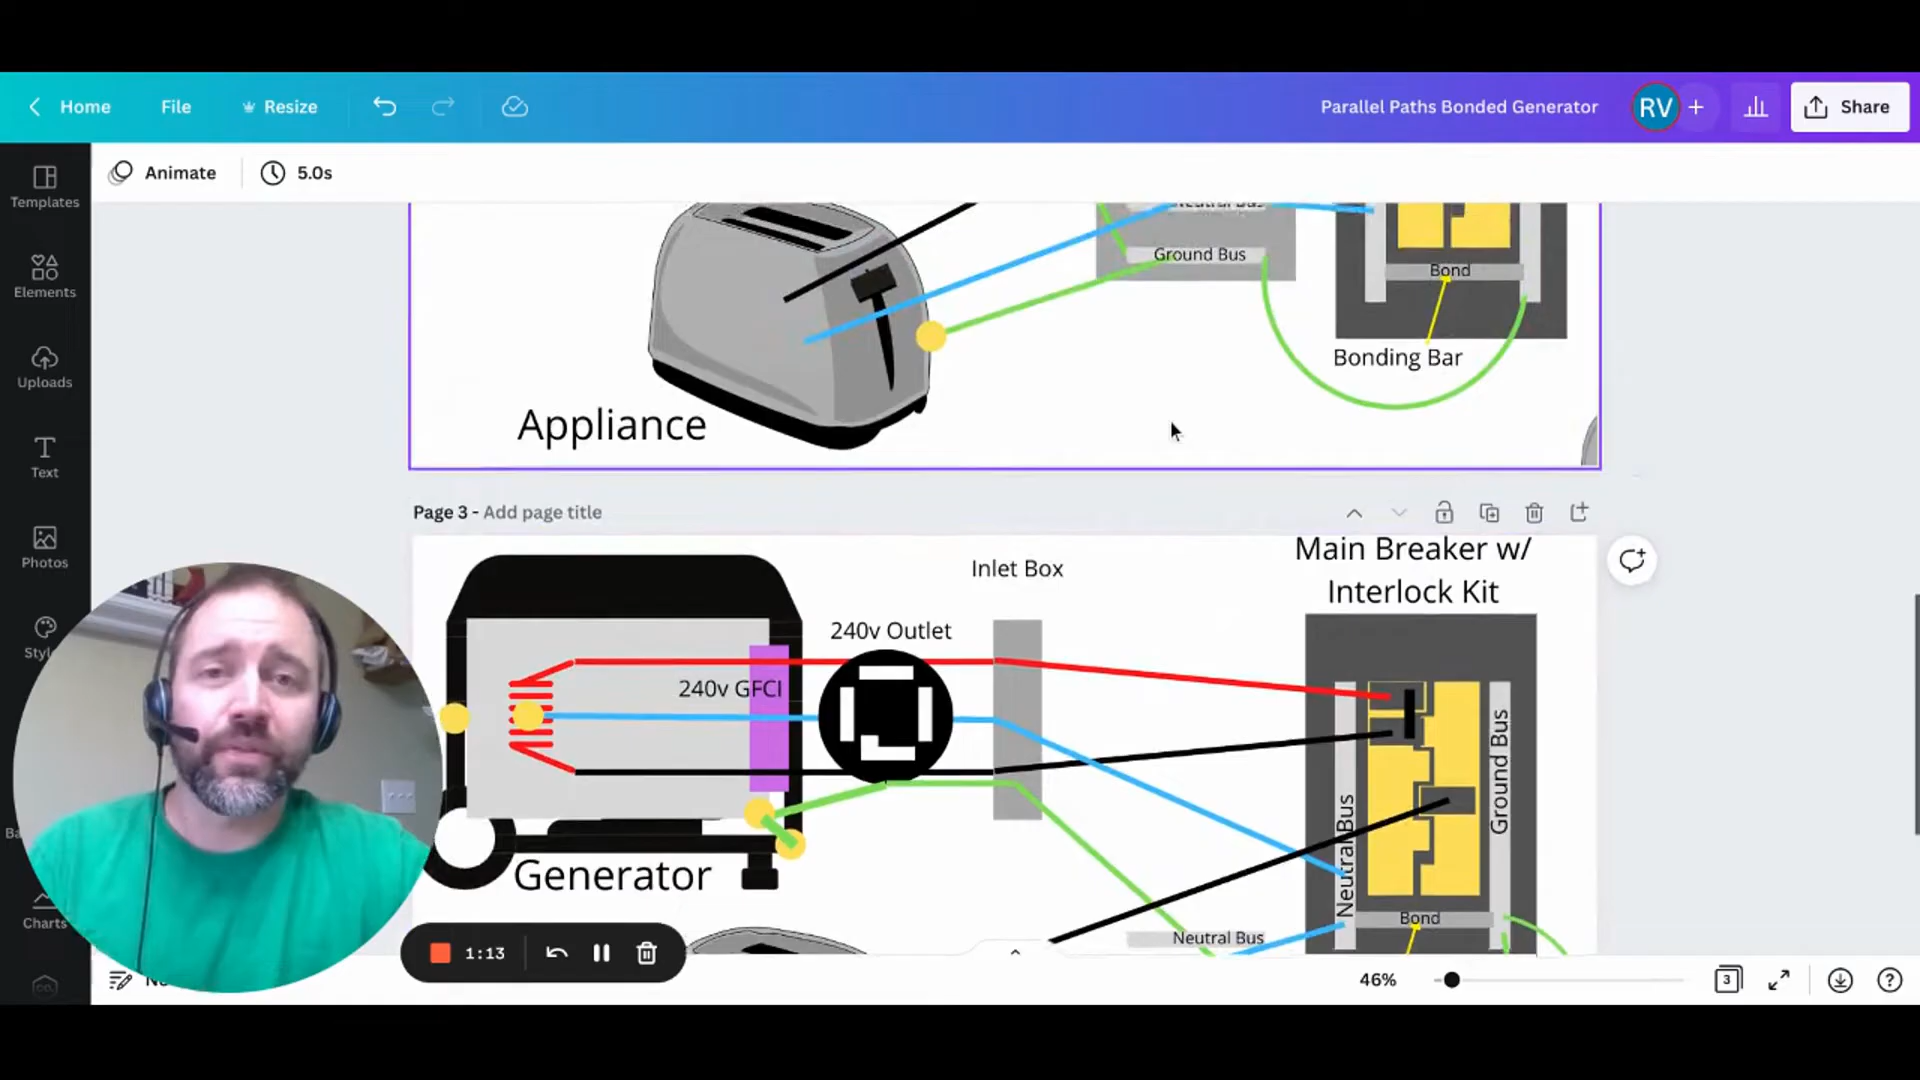 Home File Resize Parallel Paths Bonded Generator RV + Share
Animate 5.0s
Templates
Elements
Uploads
Text
Photos
Charts
Neutral Bus
Ground Bus
Bond
Bonding Bar
Appliance
Page 3 - Add page title
Inlet Box
Main Breaker w/
Interlock Kit
240v Outlet
240v GFCI
Neutral Bus
Ground Bus
Generator
Bond
Neutral Bus
1:13
46%
3
?